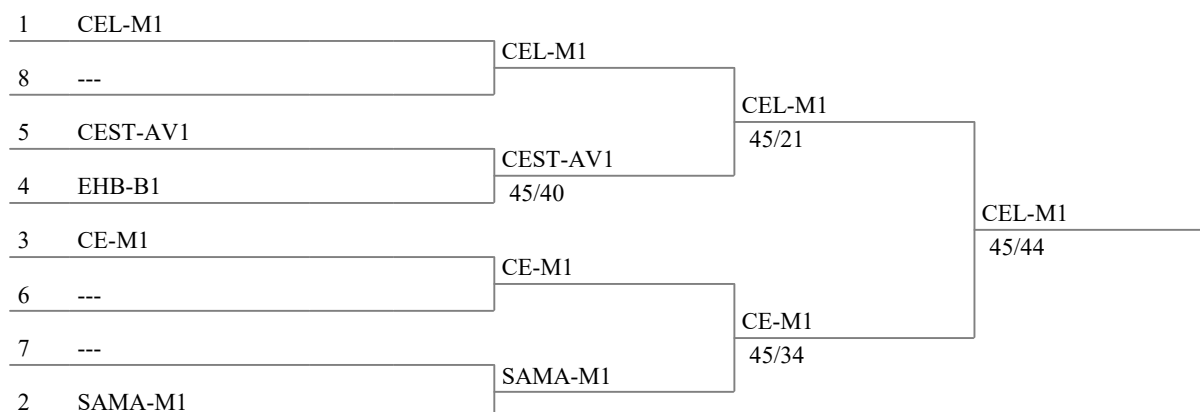 1 CEL-M1
CEL-M1
8 ---
CEL-M1
45/21
5 CEST-AV1
CEST-AV1
45/40
4 EHB-B1
CEL-M1
45/44
3 CE-M1
CE-M1
6 ---
CE-M1
45/34
7 ---
SAMA-M1
2 SAMA-M1